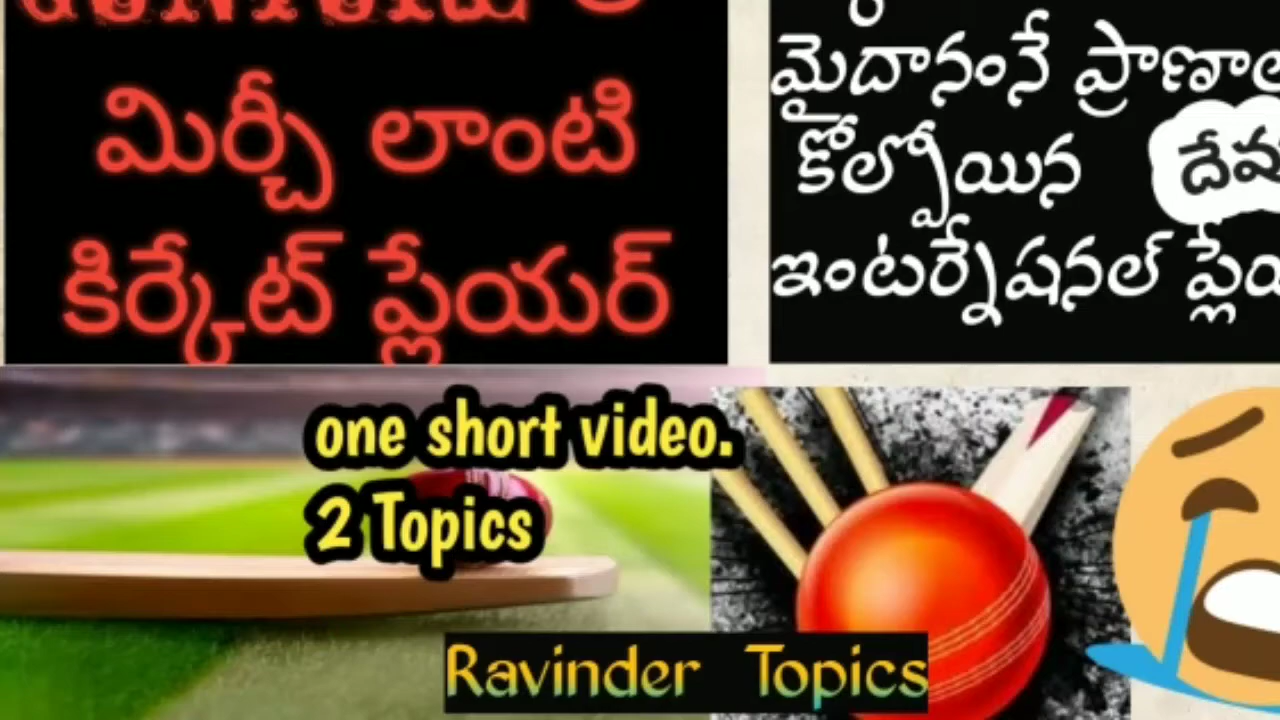 మిర్చీ లాంటి
కిర్కేట్ ప్లేయర్
మైదానంనే
కోల్పోయిన
ఇంటర్నేషనల్
one short video.
2 Topics
Ravinder Topics